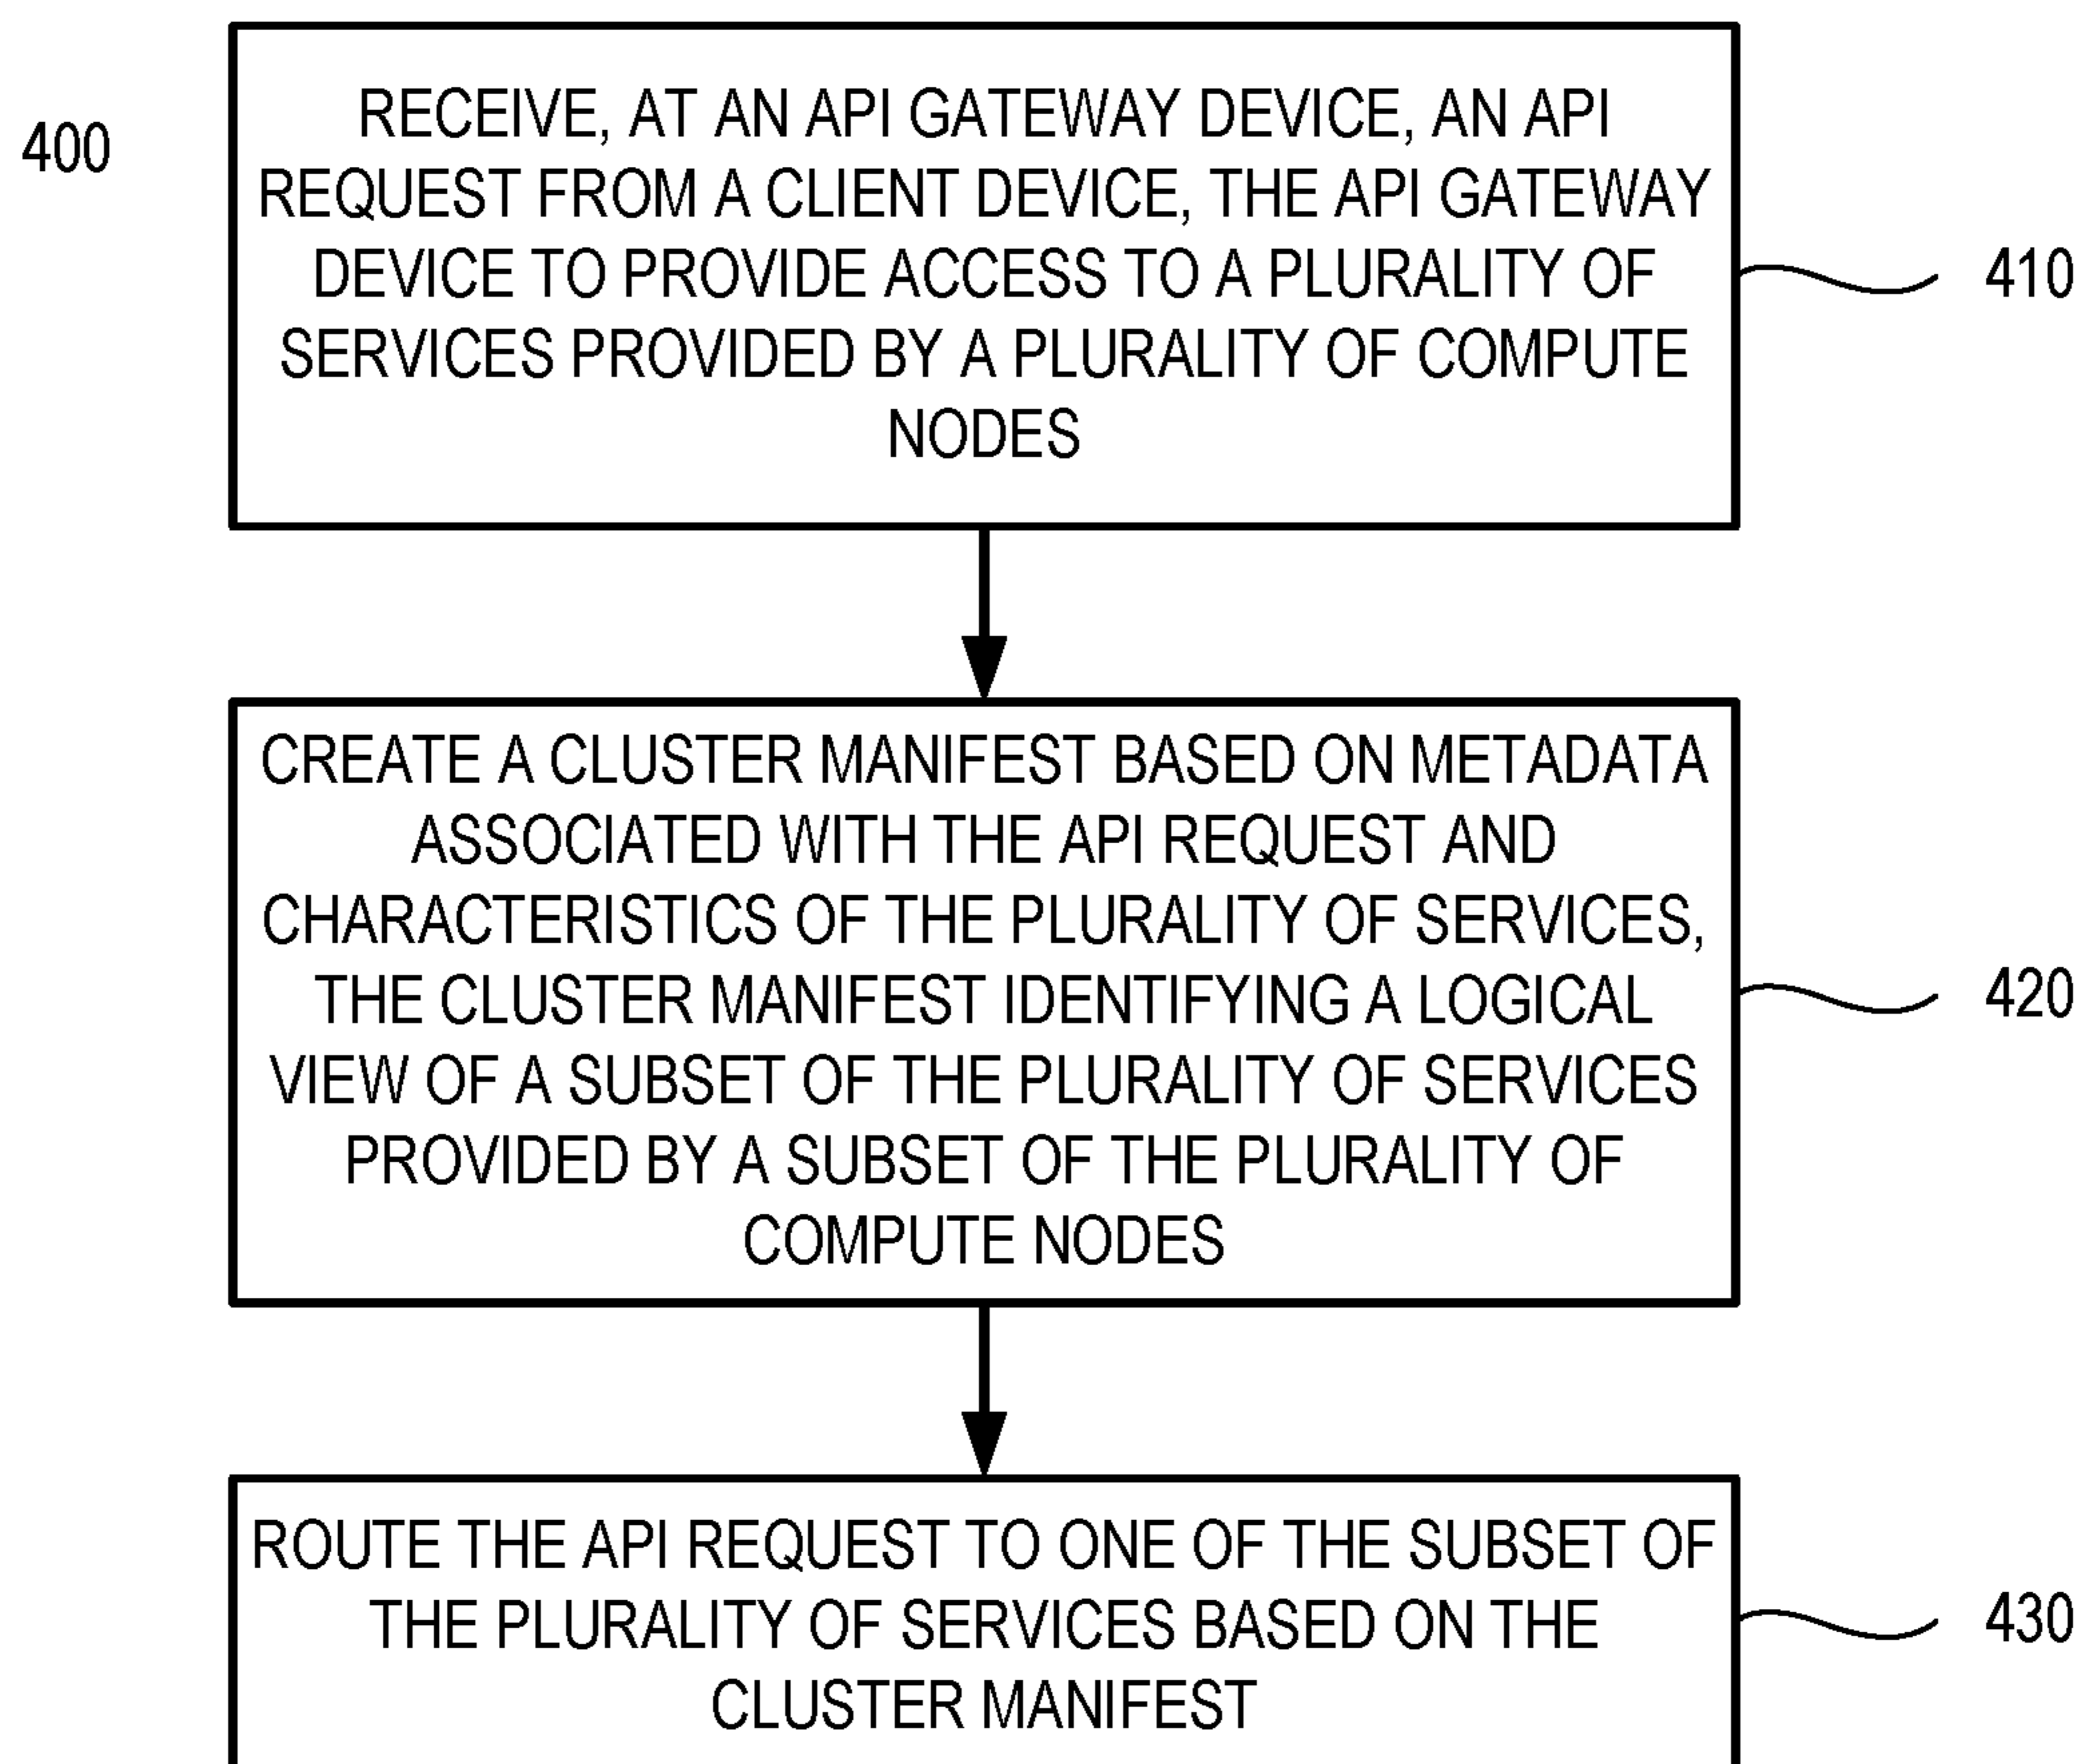 400
RECEIVE, AT AN API GATEWAY DEVICE, AN API
REQUEST FROM A CLIENT DEVICE, THE API GATEWAY
DEVICE TO PROVIDE ACCESS TO A PLURALITY OF
SERVICES PROVIDED BY A PLURALITY OF COMPUTE
NODES
410
CREATE A CLUSTER MANIFEST BASED ON METADATA
ASSOCIATED WITH THE API REQUEST AND
CHARACTERISTICS OF THE PLURALITY OF SERVICES,
THE CLUSTER MANIFEST IDENTIFYING A LOGICAL
VIEW OF A SUBSET OF THE PLURALITY OF SERVICES
PROVIDED BY A SUBSET OF THE PLURALITY OF
COMPUTE NODES
420
ROUTE THE API REQUEST TO ONE OF THE SUBSET OF
THE PLURALITY OF SERVICES BASED ON THE
CLUSTER MANIFEST
430